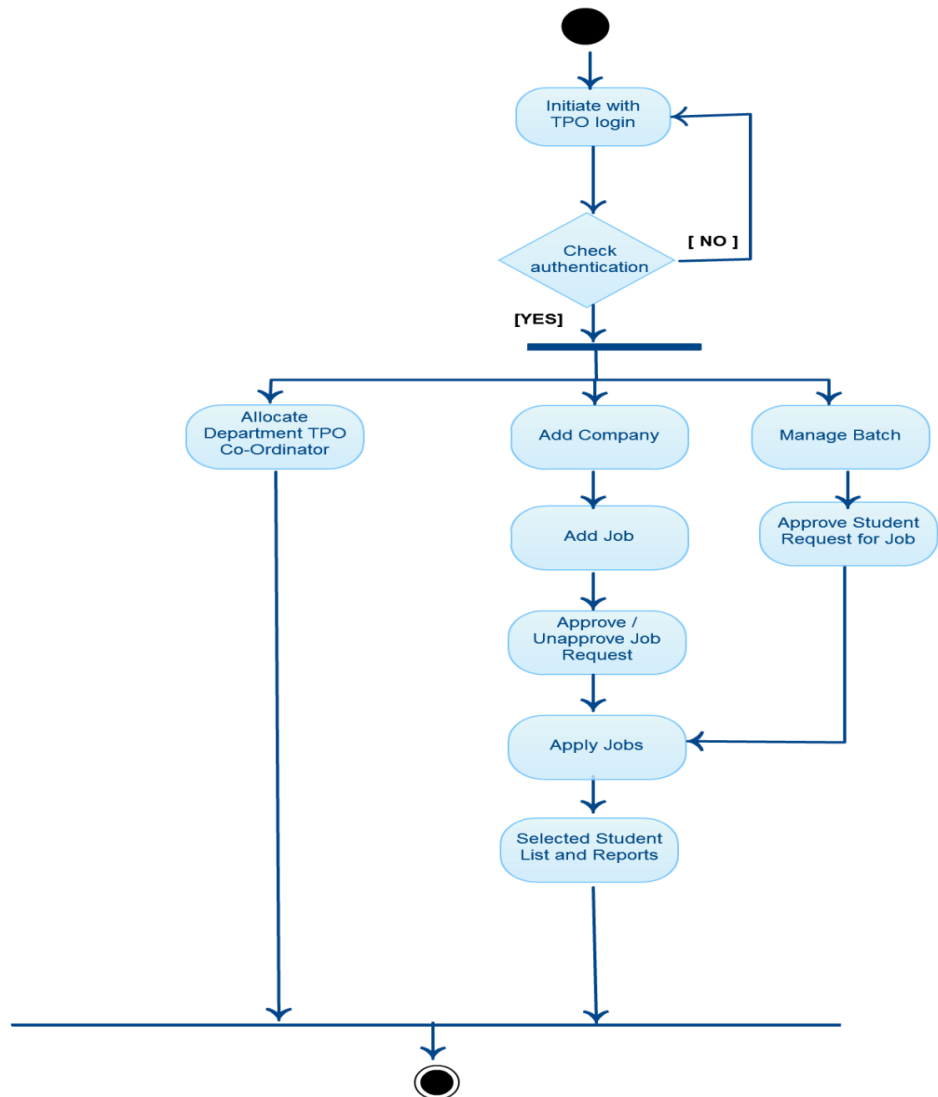 Initiate with
TPO login
Check
authentication
[ NO ]
[YES]
Allocate
Department TPO
Co-Ordinator
Add Company
Manage Batch
Add Job
Approve Student
Request for Job
Approve /
Unapprove Job
Request
Apply Jobs
Selected Student
List and Reports